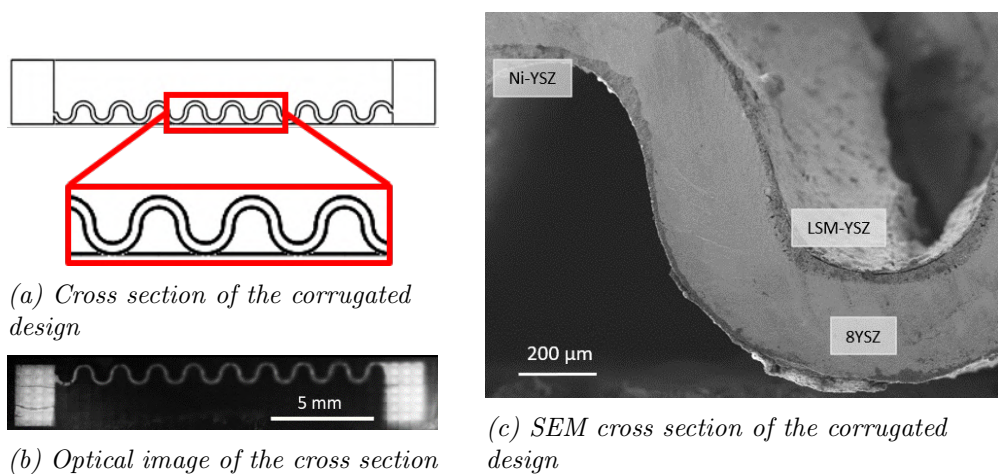 (a) Cross section of the corrugated
design
5 mm
(b) Optical image of the cross section
Ni-YSZ
LSM-YSZ
8YSZ
200 µm
(c) SEM cross section of the corrugated
design